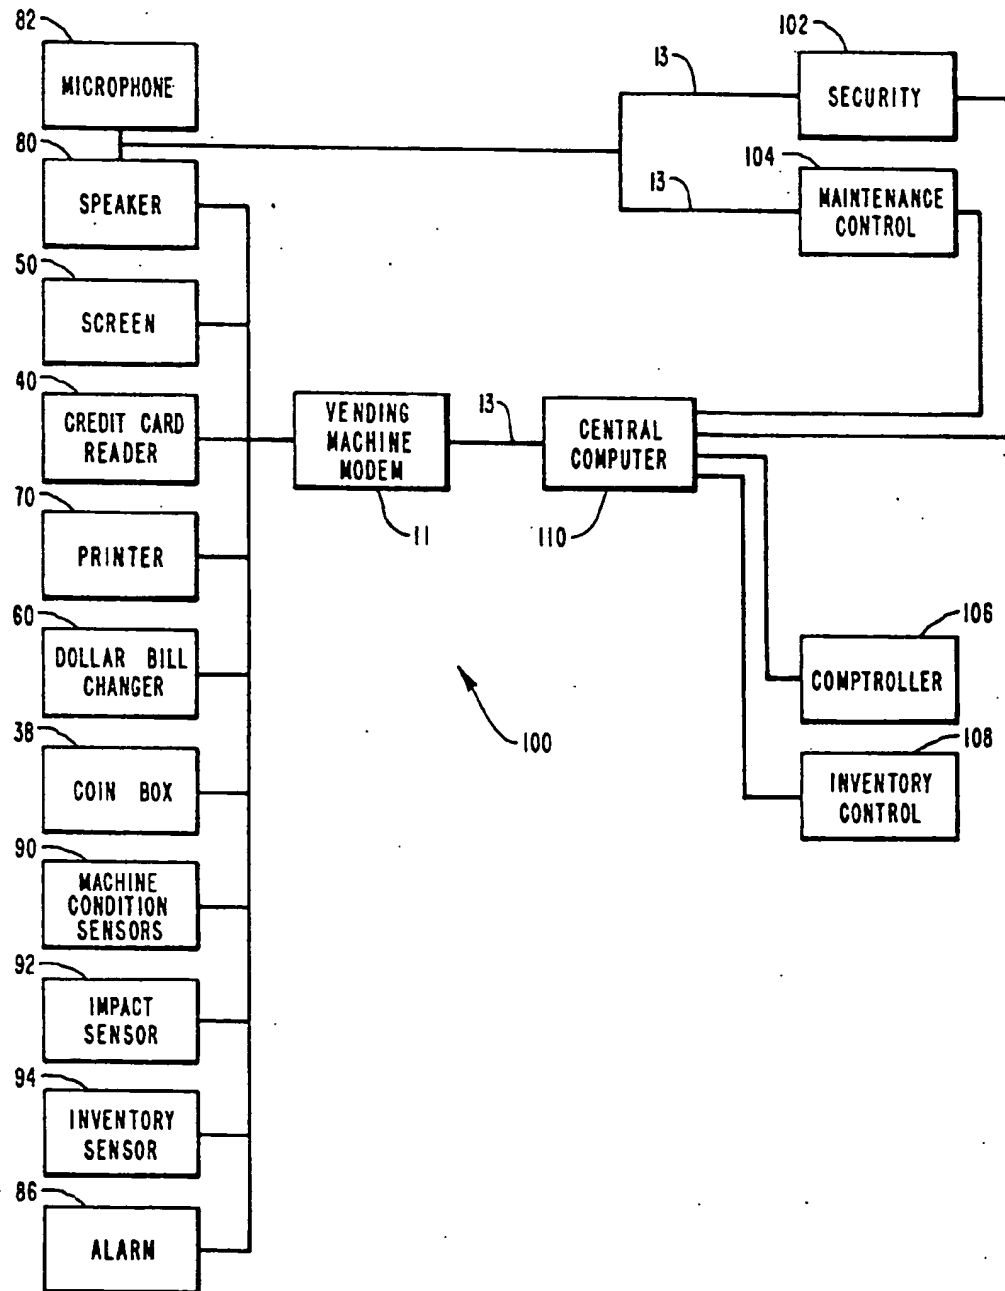 82
MICROPHONE
80
SPEAKER
50
SCREEN
40
CREDIT CARD
READER
70
PRINTER
60
DOLLAR BILL
CHANGER
38
COIN BOX
90
MACHINE
CONDITION
SENSORS
92
IMPACT
SENSOR
94
INVENTORY
SENSOR
86
ALARM
VENDING
MACHINE
MODEM
11
13
CENTRAL
COMPUTER
110
13
102
SECURITY
13
104
MAINTENANCE
CONTROL
106
COMPTROLLER
108
INVENTORY
CONTROL
100